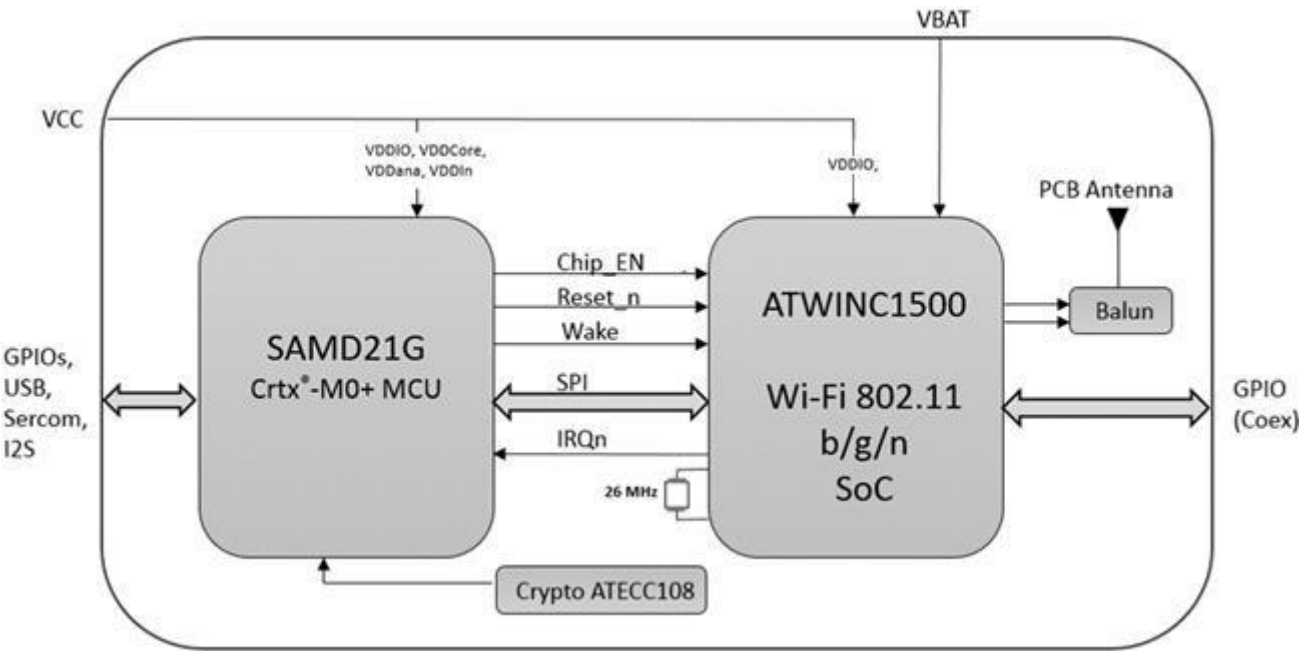 VBAT
VCC
VDDIO, VDDCore,
VDDana, VDDIn
VDDIO,
PCB Antenna
Chip_EN
Reset_n
Wake
SPI
IRQn
26 MHz
SAMD21G
Crtx®-M0+ MCU
ATWINC1500
Wi-Fi 802.11
b/g/n
SoC
Balun
GPIOs,
USB,
Sercom,
I2S
GPIO
(Coex)
Crypto ATECC108